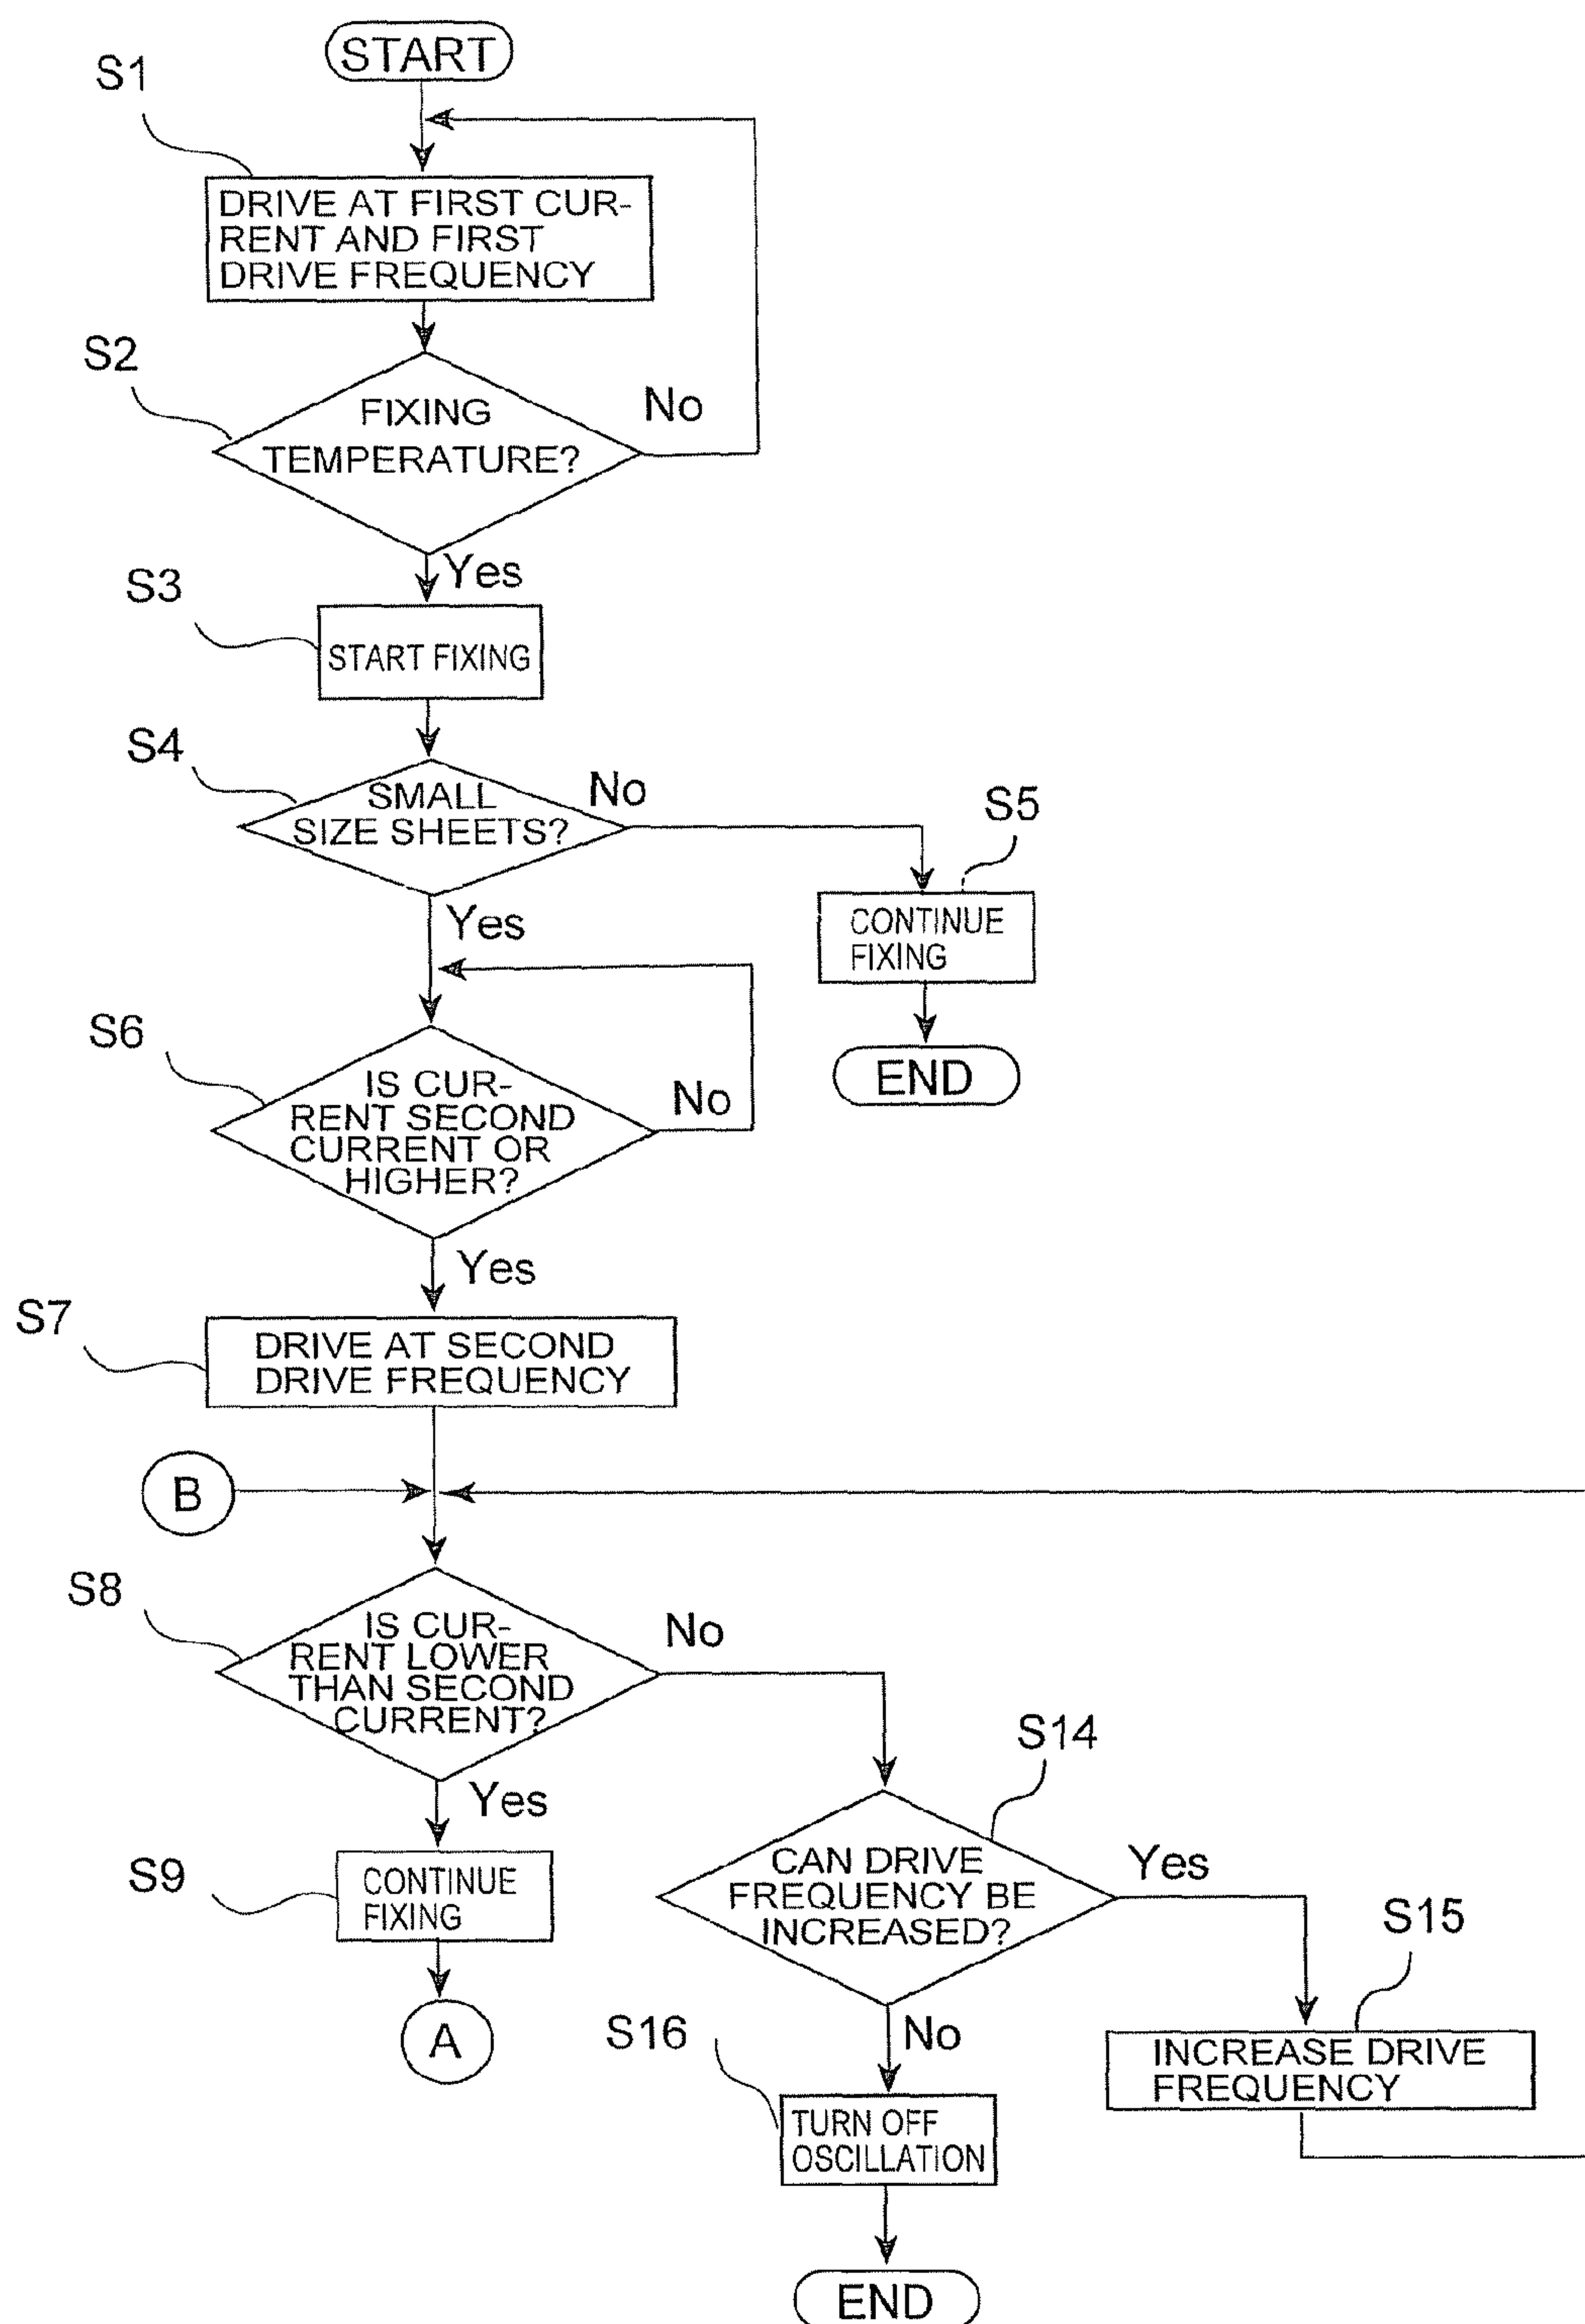 START
S1
DRIVE AT FIRST CUR-
RENT AND FIRST
DRIVE FREQUENCY
S2
FIXING
TEMPERATURE?
No
Yes
S3
START FIXING
S4
SMALL
SIZE SHEETS?
No
S5
CONTINUE
FIXING
END
Yes
S6
IS CUR-
RENT SECOND
CURRENT OR
HIGHER?
No
Yes
S7
DRIVE AT SECOND
DRIVE FREQUENCY
B
S8
IS CUR-
RENT LOWER
THAN SECOND
CURRENT?
No
Yes
S9
CONTINUE
FIXING
A
S14
CAN DRIVE
FREQUENCY BE
INCREASED?
Yes
S15
INCREASE DRIVE
FREQUENCY
No
S16
TURN OFF
OSCILLATION
END